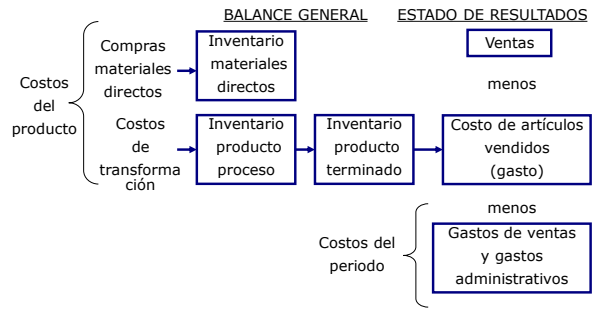 BALANCE GENERAL
ESTADO DE RESULTADOS
Costos
del
producto
Compras
materiales
directos
Inventario
materiales
directos
Ventas
menos
Costos
de
transforma
ción
Inventario
producto
proceso
Inventario
producto
terminado
Costo de artículos
vendidos
(gasto)
menos
Costos del
periodo
Gastos de ventas
y gastos
administrativos